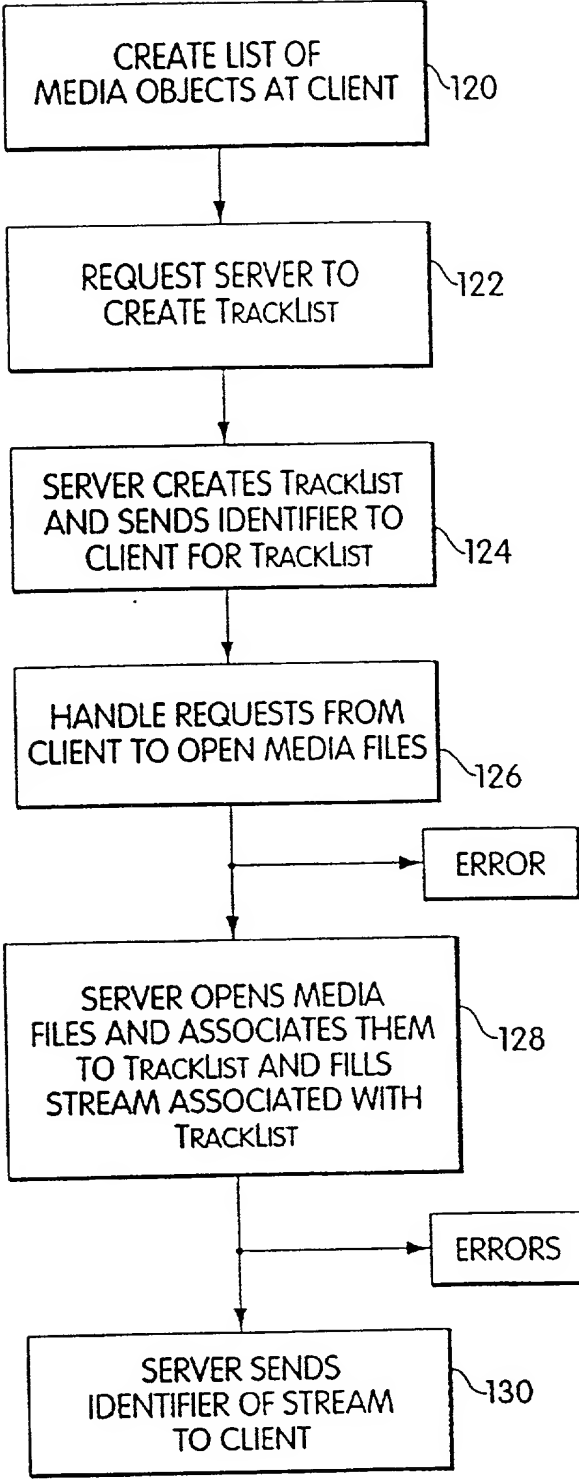 CREATE LIST OF
MEDIA OBJECTS AT CLIENT
120
REQUEST SERVER TO
CREATE TRACKLIST
122
SERVER CREATES TRACKLIST
AND SENDS IDENTIFIER TO
CLIENT FOR TRACKLIST
124
HANDLE REQUESTS FROM
CLIENT TO OPEN MEDIA FILES
126
ERROR
SERVER OPENS MEDIA
FILES AND ASSOCIATES THEM
TO TRACKLIST AND FILLS
STREAM ASSOCIATED WITH
TRACKLIST
128
ERRORS
SERVER SENDS
IDENTIFIER OF STREAM
TO CLIENT
130